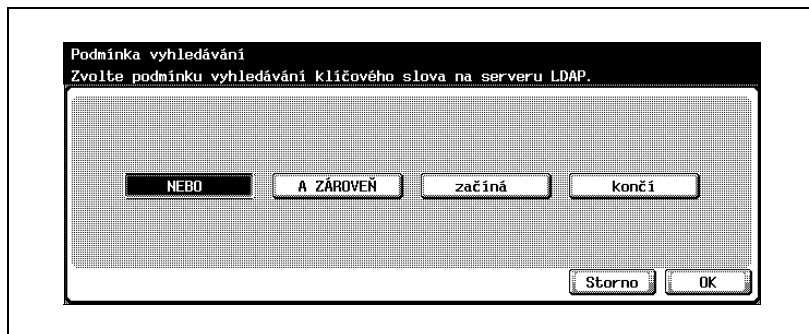 Podmínka vyhledávání
Zvolte podmínku vyhledávání klíčového slova na serveru LDAP.
NEBO A ZÁROVEŇ začíná končí
Storno OK